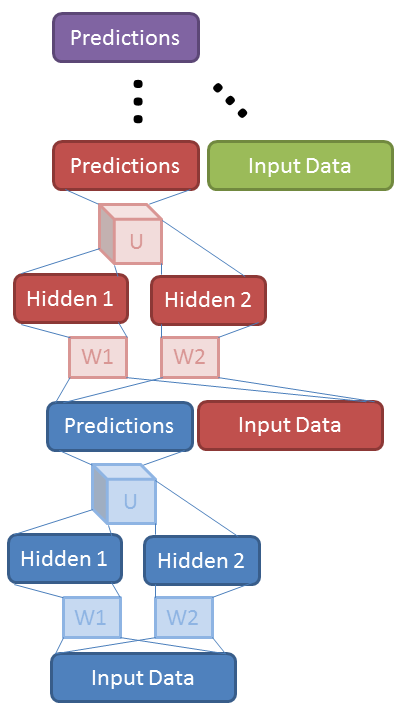 Predictions
Predictions
Input Data
U
Hidden 1
Hidden 2
W1
W2
Predictions
Input Data
U
Hidden 1
Hidden 2
W1
W2
Input Data